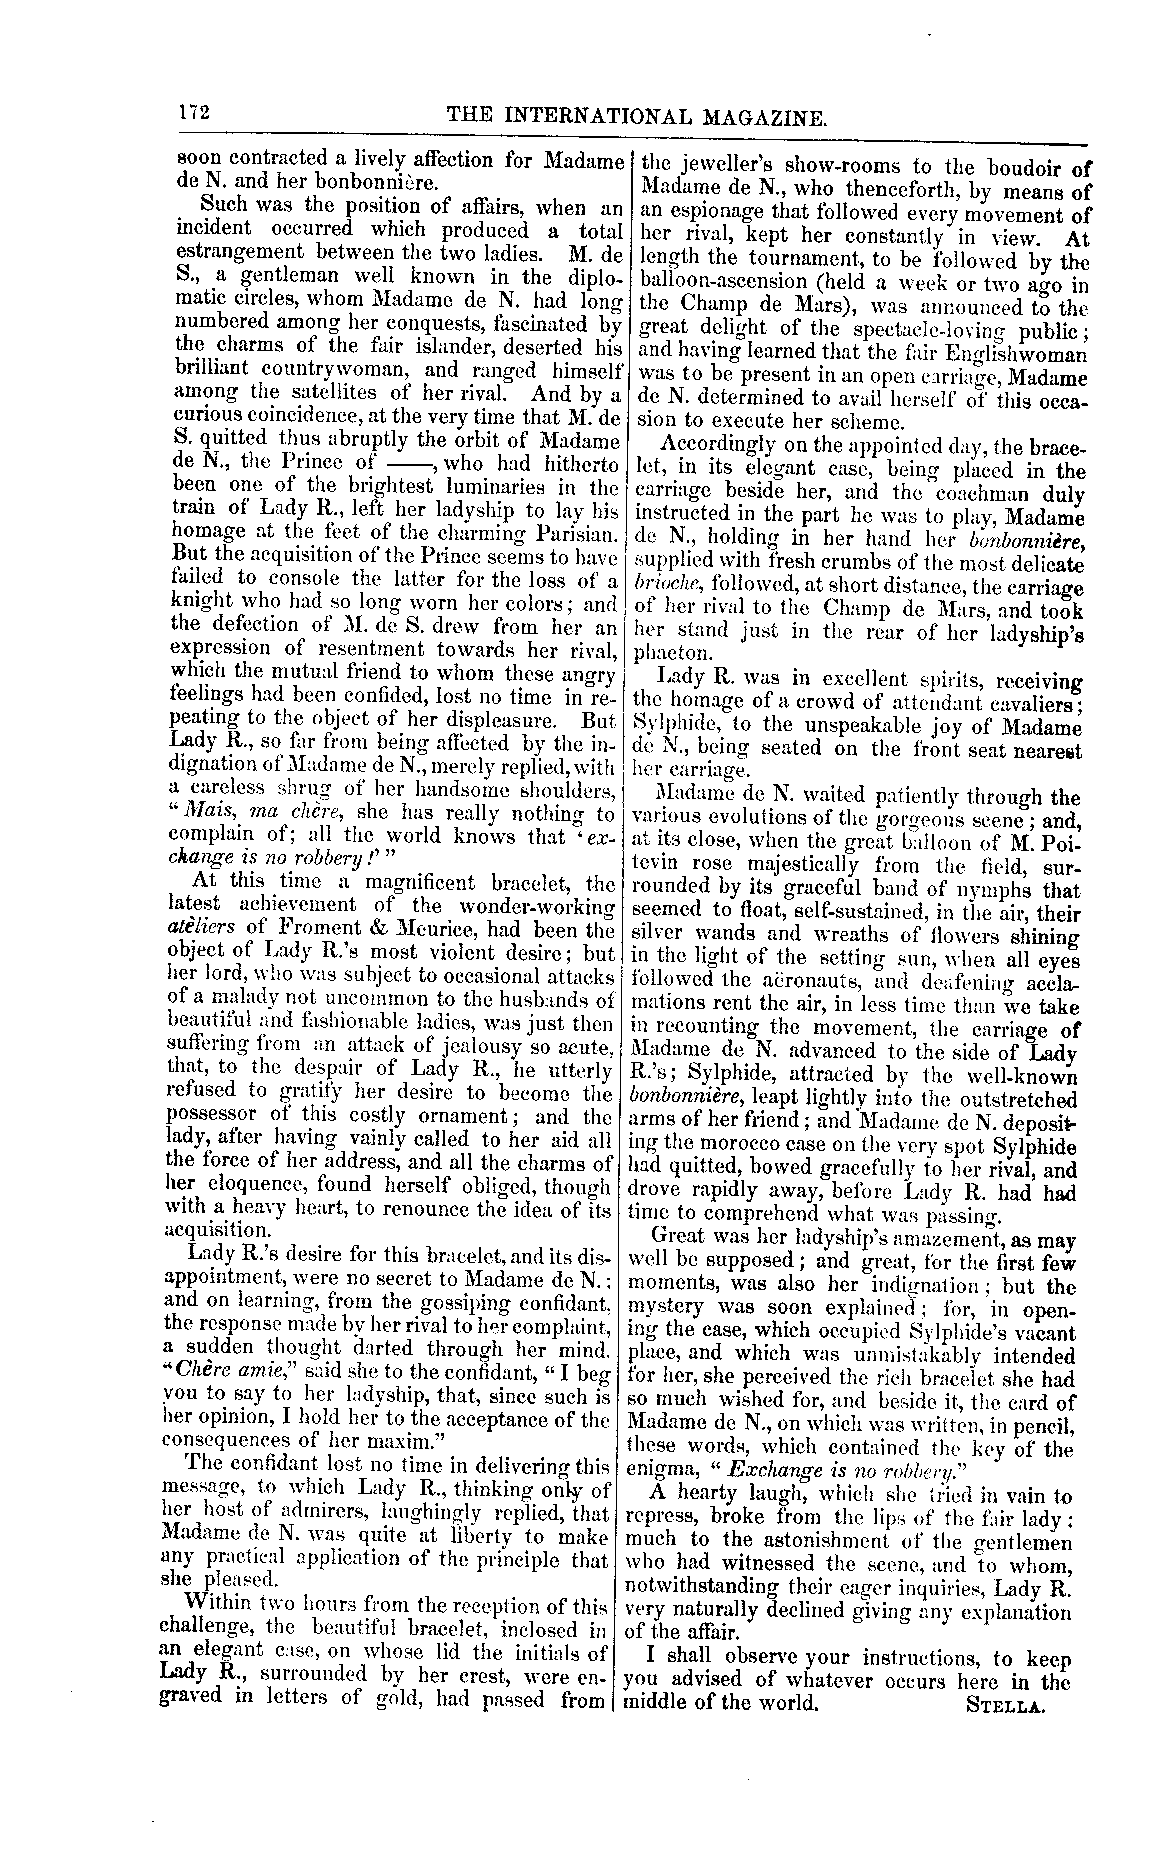 172
THE INTERNATIONAL MAGAZINE.
soon contracted a lively affection for Madame
de N. and her bonbonnière.
Such was the position of affairs, when an
incident occurred which produced a total
estrangement between the two ladies. M. de
S., a gentleman well known in the diplo-
matic circles, whom Madame de N. had long
numbered among her conquests, fascinated by
the charms of the fair islander, deserted his
brilliant countrywoman, and ranged himself
among the satellites of her rival. And by a
curious coincidence, at the very time that M. de
S. quitted thus abruptly the orbit of Madame
de N., the Prince of ——, who had hitherto
been one of the brightest luminaries in the
train of Lady R., left her ladyship to lay his
homage at the feet of the charming Parisian.
But the acquisition of the Prince seems to have
failed to console the latter for the loss of a
knight who had so long worn her colors; and
the defection of M. de S. drew from her an
expression of resentment towards her rival,
which the mutual friend to whom these angry
feelings had been confided, lost no time in re-
peating to the object of her displeasure. But
Lady R., so far from being affected by the in-
dignation of Madame de N., merely replied, with
a careless shrug of her handsome shoulders,
"Mais, ma chère, she has really nothing to
complain of; all the world knows that 'ex-
change is no robbery!'"
At this time a magnificent bracelet, the
latest achievement of the wonder-working
atèliers of Froment & Meurice, had been the
object of Lady R.'s most violent desire; but
her lord, who was subject to occasional attacks
of a malady not uncommon to the husbands of
beautiful and fashionable ladies, was just then
suffering from an attack of jealousy so acute,
that, to the despair of Lady R., he utterly
refused to gratify her desire to become the
possessor of this costly ornament; and the
lady, after having vainly called to her aid all
the force of her address, and all the charms of
her eloquence, found herself obliged, though
with a heavy heart, to renounce the idea of its
acquisition.
Lady R.'s desire for this bracelet, and its dis-
appointment, were no secret to Madame de N.:
and on learning, from the gossiping confidant,
the response made by her rival to her complaint,
a sudden thought darted through her mind.
"Chère amie," said she to the confidant, "I beg
you to say to her ladyship, that, since such is
her opinion, I hold her to the acceptance of the
consequences of her maxim."
The confidant lost no time in delivering this
message, to which Lady R., thinking only of
her host of admirers, laughingly replied, that
Madame de N. was quite at liberty to make
any practical application of the principle that
she pleased.
Within two hours from the reception of this
challenge, the beautiful bracelet, inclosed in
an elegant case, on whose lid the initials of
Lady R., surrounded by her crest, were en-
graved in letters of gold, had passed from
the jeweller's show-rooms to the boudoir of
Madame de N., who thenceforth, by means of
an espionage that followed every movement of
her rival, kept her constantly in view. At
length the tournament, to be followed by the
balloon-ascension (held a week or two ago in
the Champ de Mars), was announced to the
great delight of the spectacle-loving public;
and having learned that the fair Englishwoman
was to be present in an open carriage, Madame
de N. determined to avail herself of this occa-
sion to execute her scheme.
Accordingly on the appointed day, the brace-
let, in its elegant case, being placed in the
carriage beside her, and the coachman duly
instructed in the part he was to play, Madame
de N., holding in her hand her bonbonnière,
supplied with fresh crumbs of the most delicate
brioche, followed, at short distance, the carriage
of her rival to the Champ de Mars, and took
her stand just in the rear of her ladyship's
phaeton.
Lady R. was in excellent spirits, receiving
the homage of a crowd of attendant cavaliers;
Sylphide, to the unspeakable joy of Madame
de N., being seated on the front seat nearest
her carriage.
Madame de N. waited patiently through the
various evolutions of the gorgeous scene; and,
at its close, when the great balloon of M. Poi-
tevin rose majestically from the field, sur-
rounded by its graceful band of nymphs that
seemed to float, self-sustained, in the air, their
silver wands and wreaths of flowers shining
in the light of the setting sun, when all eyes
followed the aëronauts, and deafening accla-
mations rent the air, in less time than we take
in recounting the movement, the carriage of
Madame de N. advanced to the side of Lady
R.'s; Sylphide, attracted by the well-known
bonbonnière, leapt lightly into the outstretched
arms of her friend; and Madame de N. deposit-
ing the morocco case on the very spot Sylphide
had quitted, bowed gracefully to her rival, and
drove rapidly away, before Lady R. had had
time to comprehend what was passing.
Great was her ladyship's amazement, as may
well be supposed; and great, for the first few
moments, was also her indignation; but the
mystery was soon explained; for, in open-
ing the case, which occupied Sylphide's vacant
place, and which was unmistakably intended
for her, she perceived the rich bracelet she had
so much wished for, and beside it, the card of
Madame de N., on which was written, in pencil,
these words, which contained the key of the
enigma, "Exchange is no robbery."
A hearty laugh, which she tried in vain to
repress, broke from the lips of the fair lady;
much to the astonishment of the gentlemen
who had witnessed the scene, and to whom,
notwithstanding their eager inquiries, Lady R.
very naturally declined giving any explanation
of the affair.
I shall observe your instructions, to keep
you advised of whatever occurs here in the
middle of the world. STELLA.